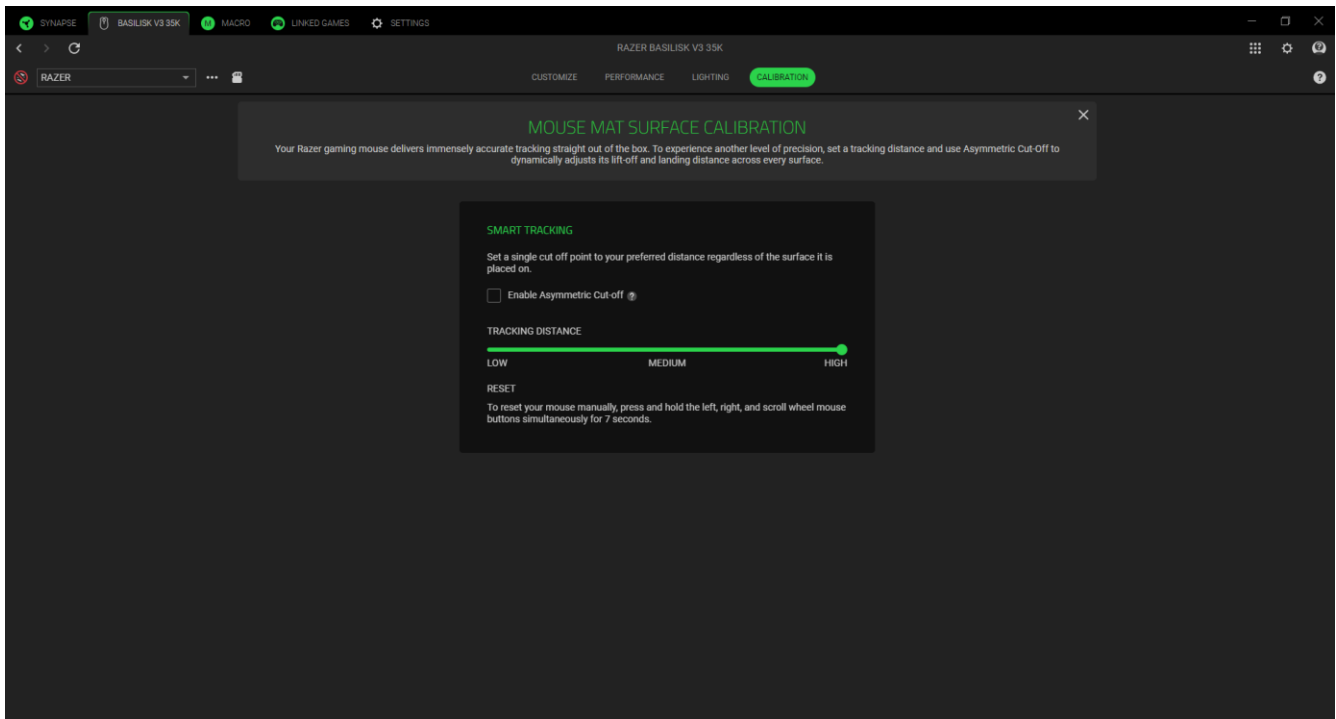 SYNAPSE
BASILISK V3 35K
M MACRO
LINKED GAMES
SETTINGS
RAZER BASILISK V3 35K
RAZER
CUSTOMIZE
PERFORMANCE
LIGHTING
CALIBRATION
MOUSE MAT SURFACE CALIBRATION
Your Razer gaming mouse delivers immensely accurate tracking straight out of the box. To experience another level of precision, set a tracking distance and use Asymmetric Cut-Off to
dynamically adjusts its lift-off and landing distance across every surface.
SMART TRACKING
Set a single cut off point to your preferred distance regardless of the surface it is
placed on.
Enable Asymmetric Cut-off ?
TRACKING DISTANCE
LOW
MEDIUM
HIGH
RESET
To reset your mouse manually, press and hold the left, right, and scroll wheel mouse
buttons simultaneously for 7 seconds.